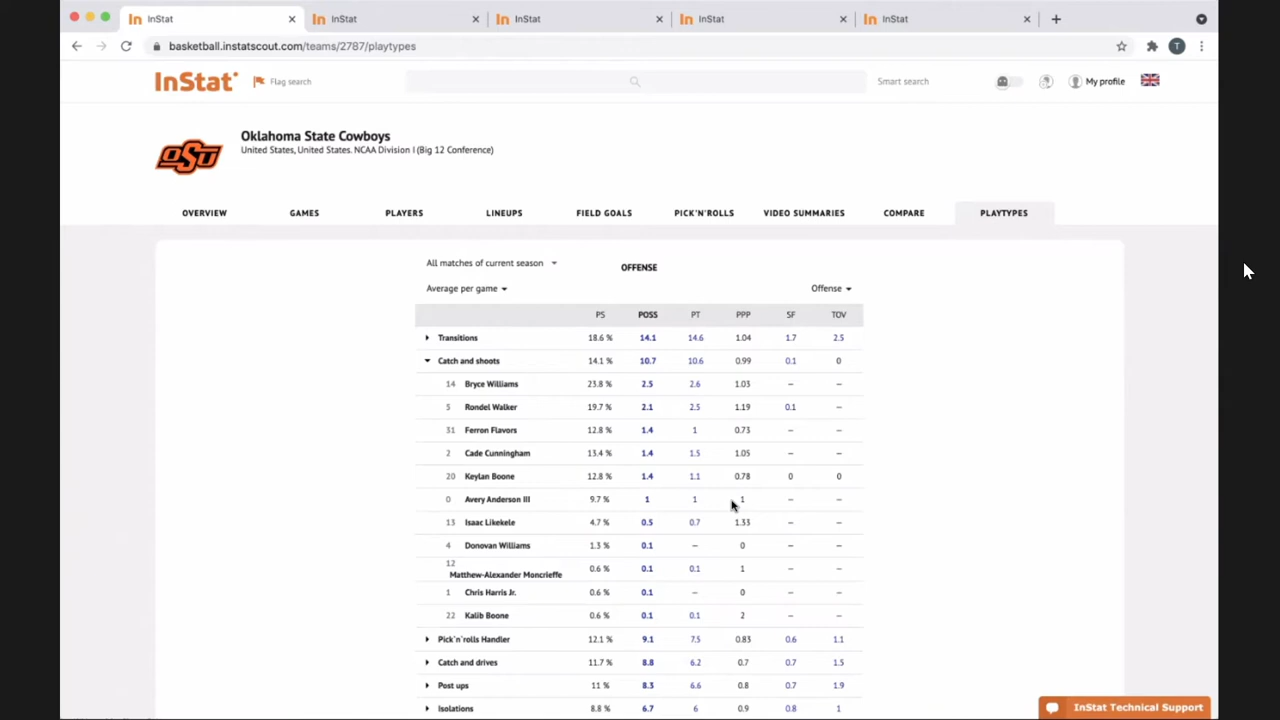 InStat InStat InStat InStat InStat
basketball.instatscout.com/teams/2787/playtypes T
InStat Flag search Smart search My profile
OSU
Oklahoma State Cowboys
United States, United States. NCAA Division I (Big 12 Conference)
OVERVIEW GAMES PLAYERS LINEUPS FIELD GOALS PICK'N'ROLLS VIDEO SUMMARIES COMPARE PLAYTYPES
All matches of current season OFFENSE
Average per game Offense
PS POSS PT PPP SF TOV
Transitions 18.6 % 14.1 14.6 1.04 1.7 2.5
Catch and shoots 14.1 % 10.7 10.6 0.99 0.1 0
14 Bryce Williams 23.8 % 2.5 2.6 1.03 – –
5 Rondel Walker 19.7 % 2.1 2.5 1.19 0.1 –
31 Ferron Flavors 12.8 % 1.4 1 0.73 – –
2 Cade Cunningham 13.4 % 1.4 1.5 1.05 – –
20 Keylan Boone 12.8 % 1.4 1.1 0.78 0 0
0 Avery Anderson III 9.7 % 1 1 1 – –
13 Isaac Likekele 4.7 % 0.5 0.7 1.33 – –
4 Donovan Williams 1.3 % 0.1 – 0 – –
12 Matthew-Alexander Moncrieffe 0.6 % 0.1 0.1 1 – –
1 Chris Harris Jr. 0.6 % 0.1 – 0 – –
22 Kalib Boone 0.6 % 0.1 0.1 2 – –
Pick'n'rolls Handler 12.1 % 9.1 7.5 0.83 0.6 1.1
Catch and drives 11.7 % 8.8 6.2 0.7 0.7 1.5
Post ups 11 % 8.3 6.6 0.8 0.7 1.9
Isolations 8.8 % 6.7 6 0.9 0.8 1
InStat Technical Support